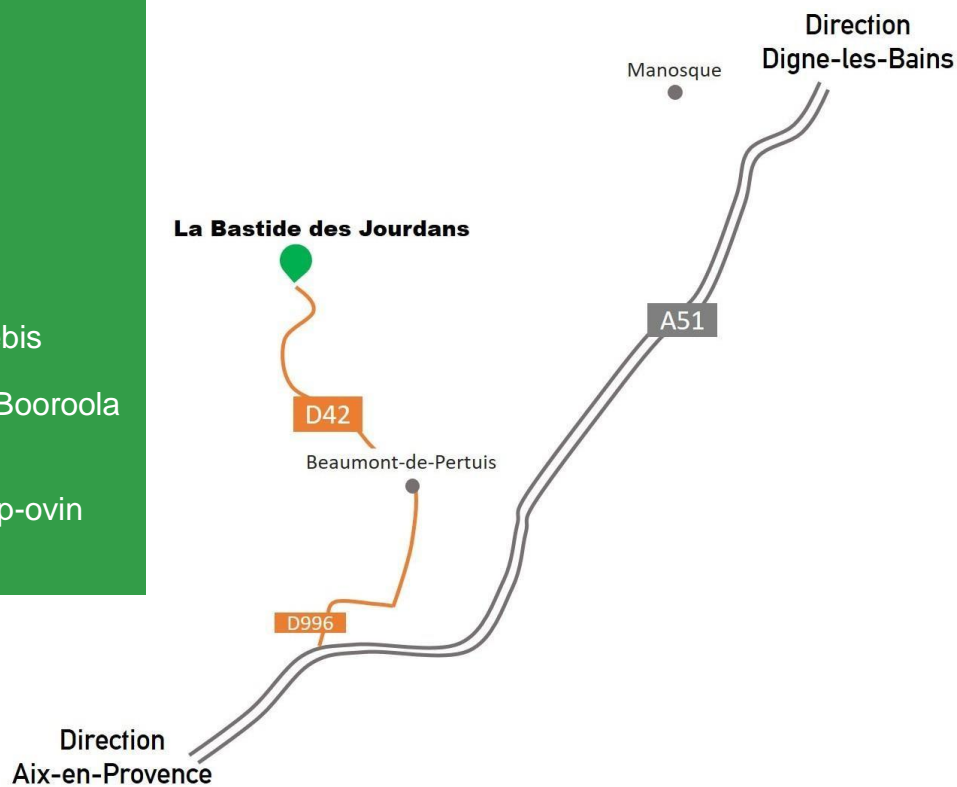 bis
Booroola
p-ovin
Direction
Digne-les-Bains
Manosque
La Bastide des Jourdans
A51
D42
Beaumont-de-Pertuis
D996
Direction
Aix-en-Provence